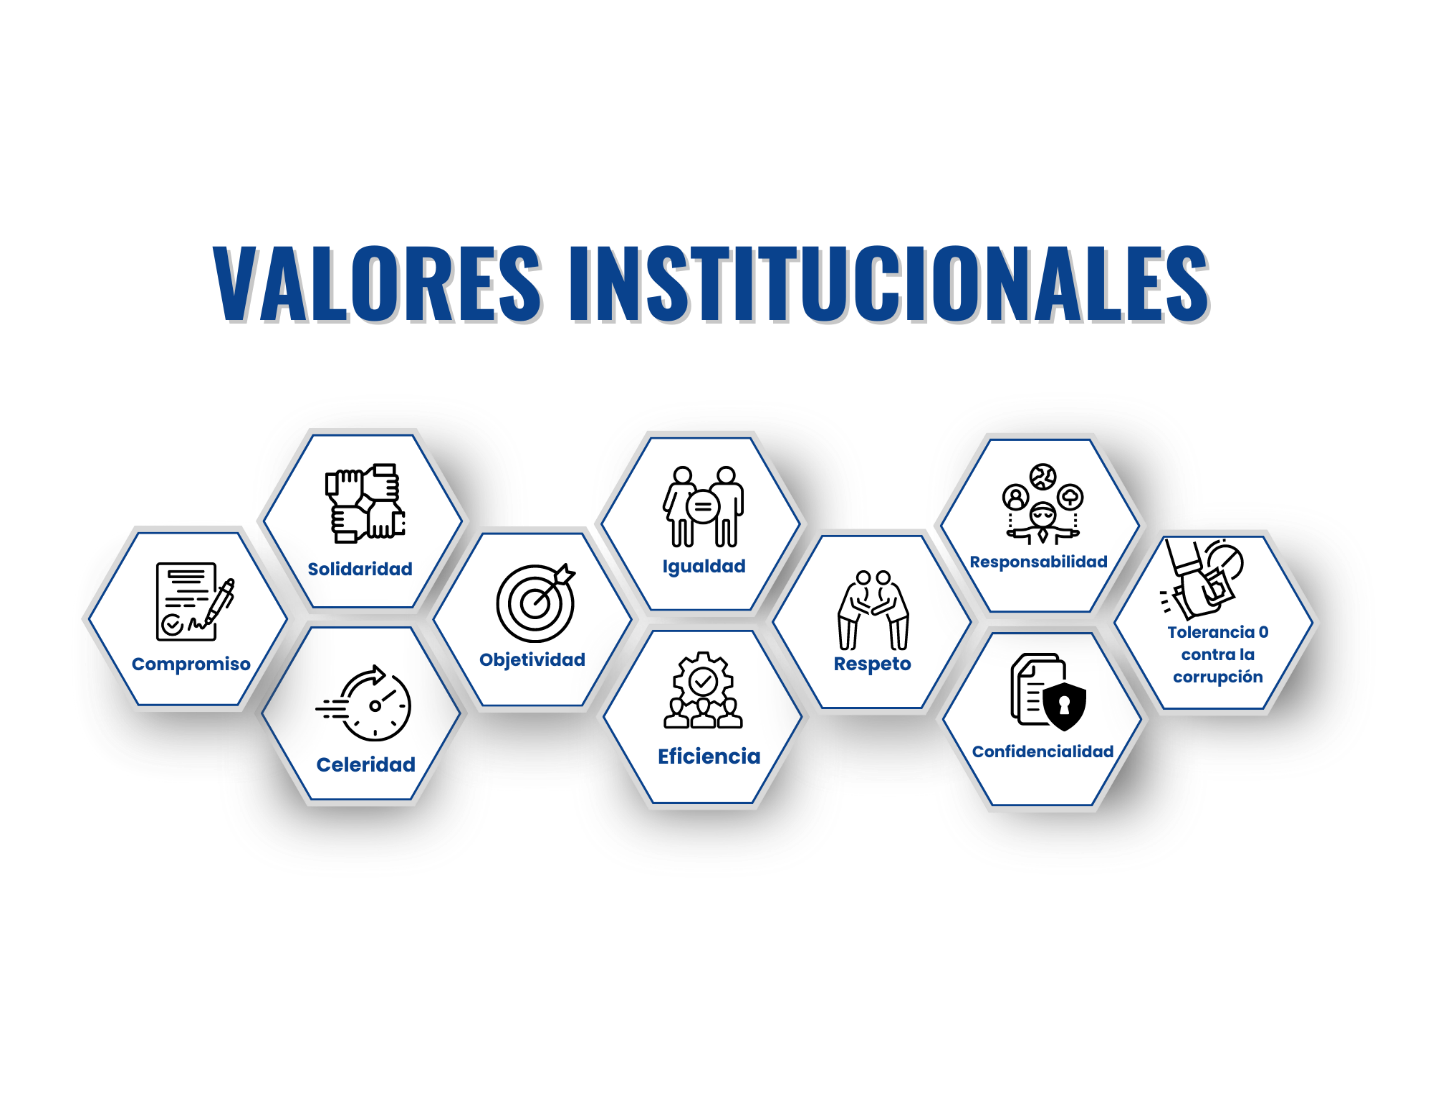 VALORES INSTITUCIONALES
Compromiso
Solidaridad
Celeridad
Objetividad
Igualdad
Eficiencia
Respeto
Responsabilidad
Confidencialidad
Tolerancia 0
contra la
corrupción